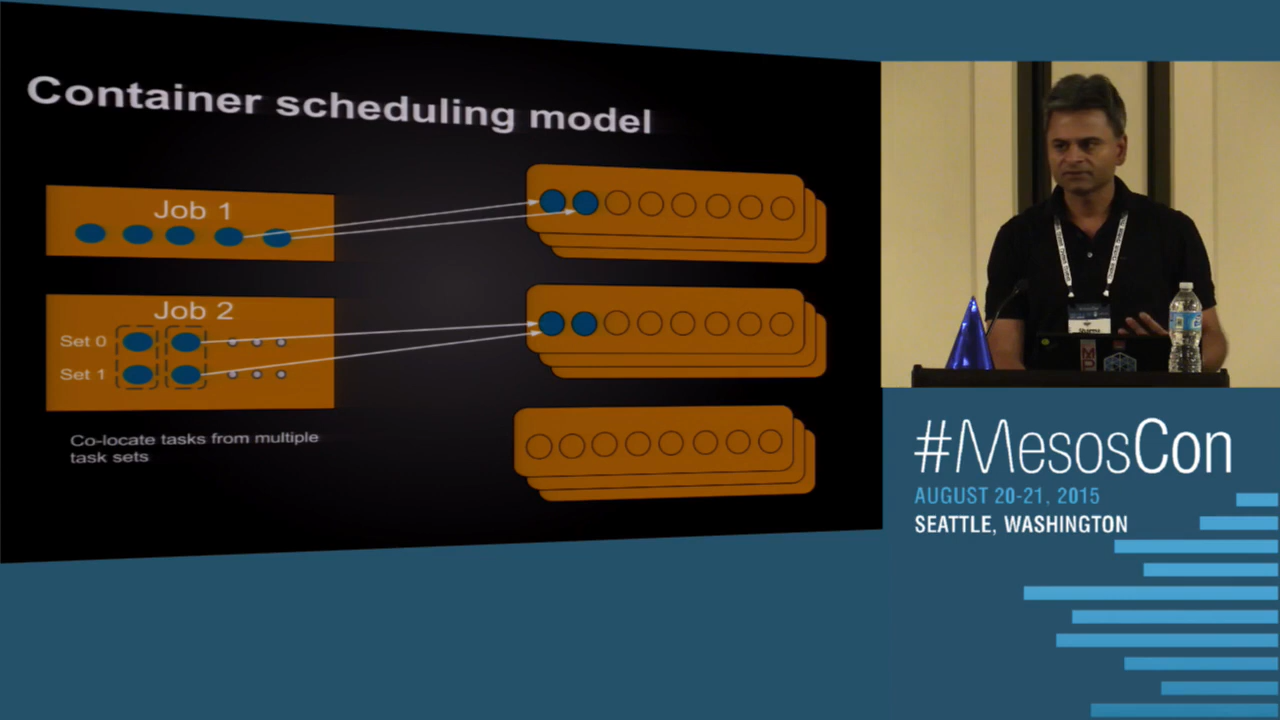 Container scheduling model
Job 1
Job 2
Set 0
Set 1
Co-locate tasks from multiple
task sets
#MesosCon
AUGUST 20-21, 2015
SEATTLE, WASHINGTON